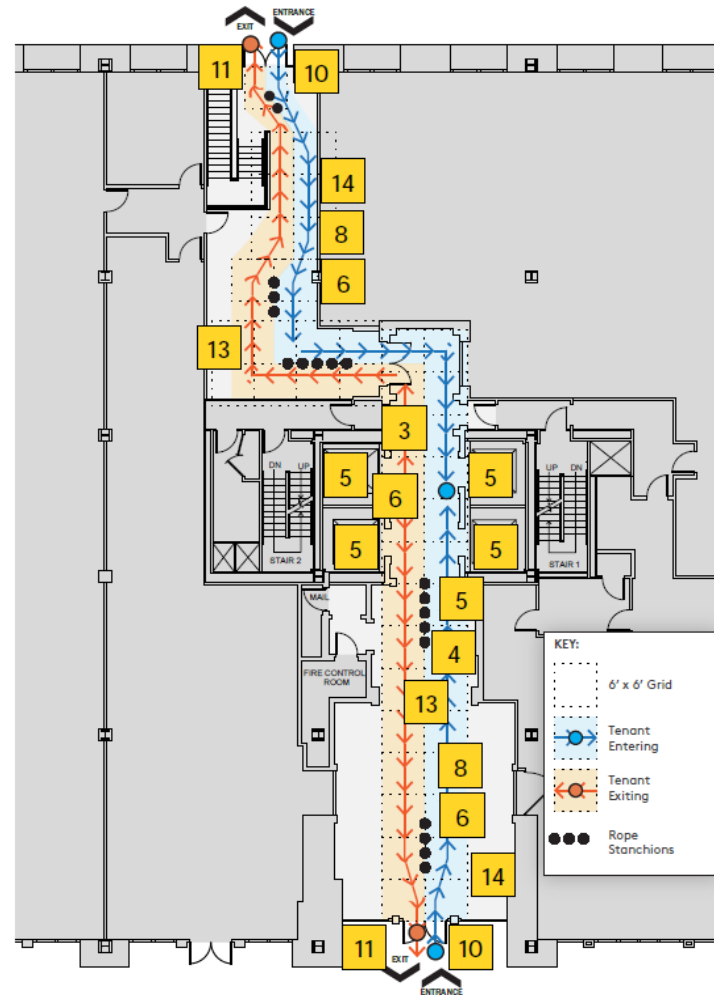 EXIT
ENTRANCE
11
10
14
8
6
13
3
5
5
6
5
5
DN
UP
UP
DN
STAIR 2
STAIR 1
MAIL
5
4
FIRE CONTROL
ROOM
13
8
6
14
11
10
EXIT
ENTRANCE
KEY:
6' x 6' Grid
Tenant
Entering
Tenant
Exiting
Rope
Stanchions